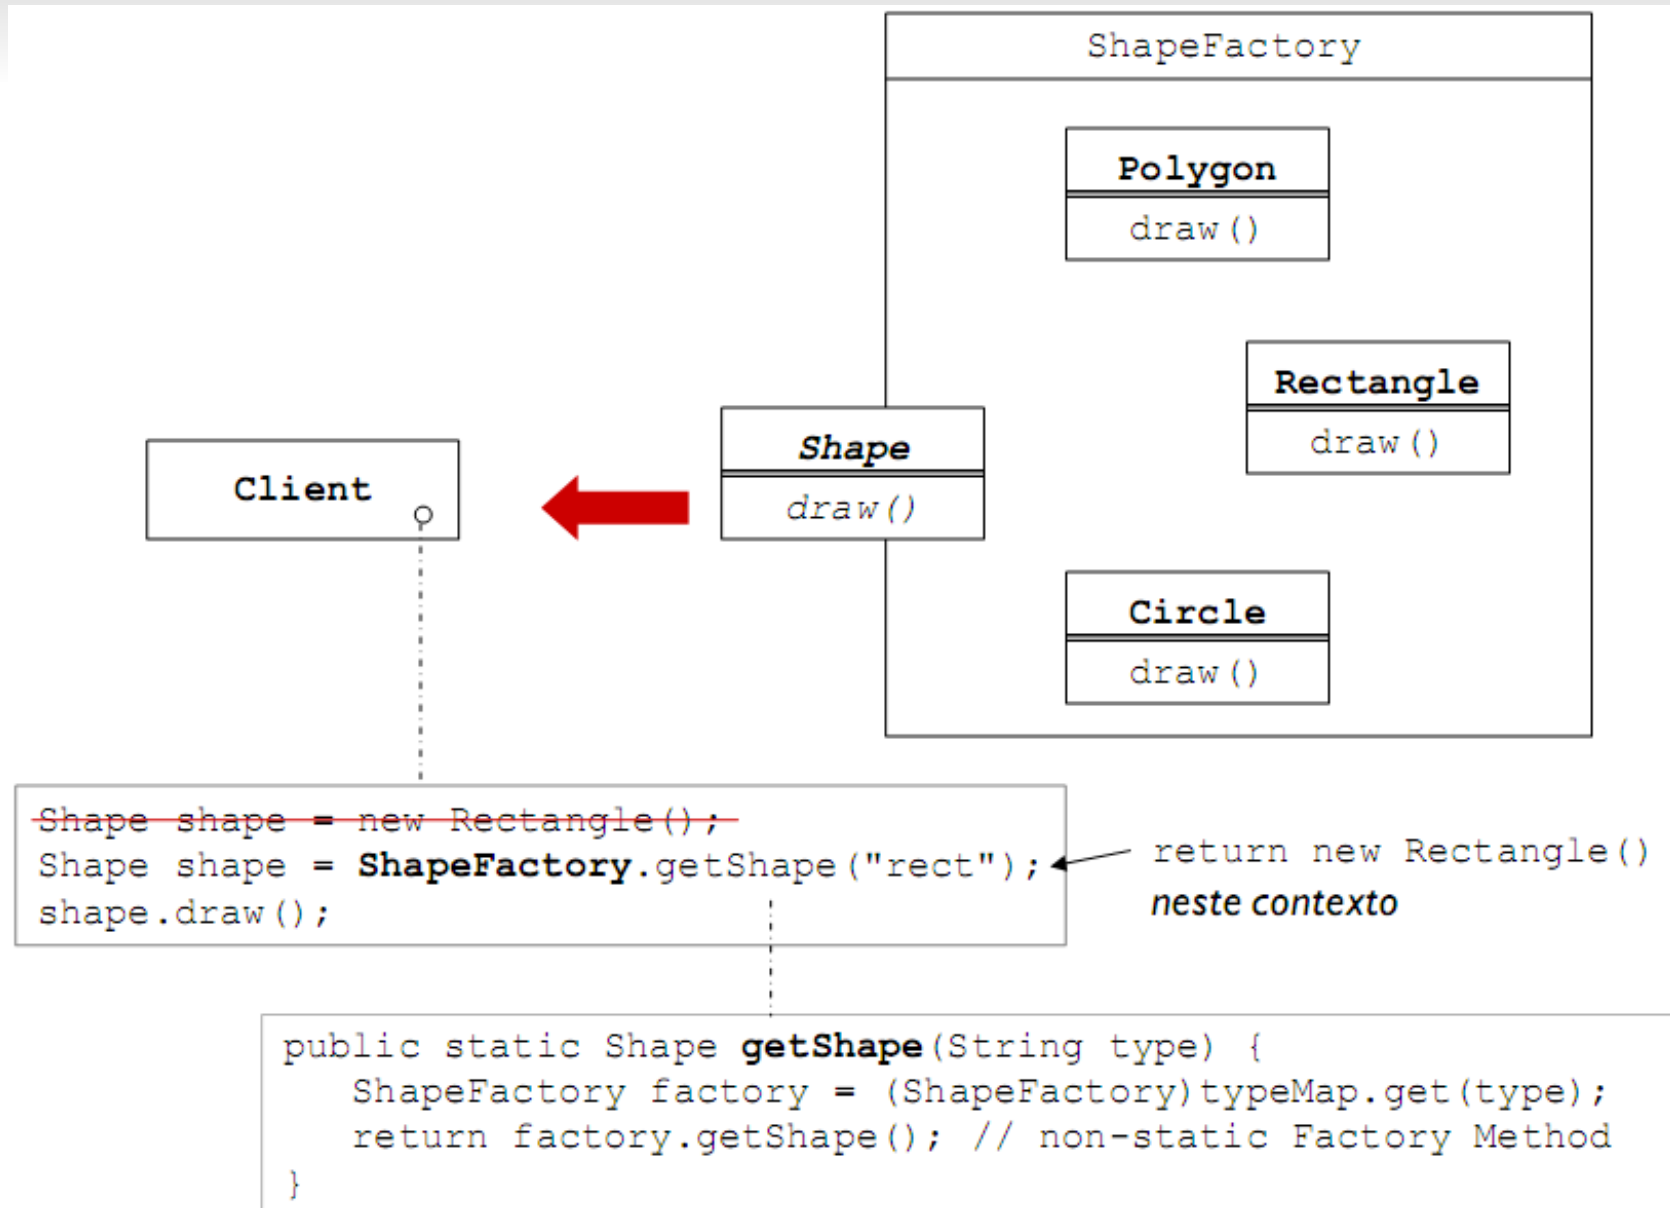 ShapeFactory
Polygon
draw()
Rectangle
draw()
Shape
draw()
Client
Circle
draw()
Shape shape = new Rectangle();
Shape shape = ShapeFactory.getShape("rect");
shape.draw();
return new Rectangle()
neste contexto
public static Shape getShape(String type) {
ShapeFactory factory = (ShapeFactory)typeMap.get(type);
return factory.getShape(); // non-static Factory Method
}